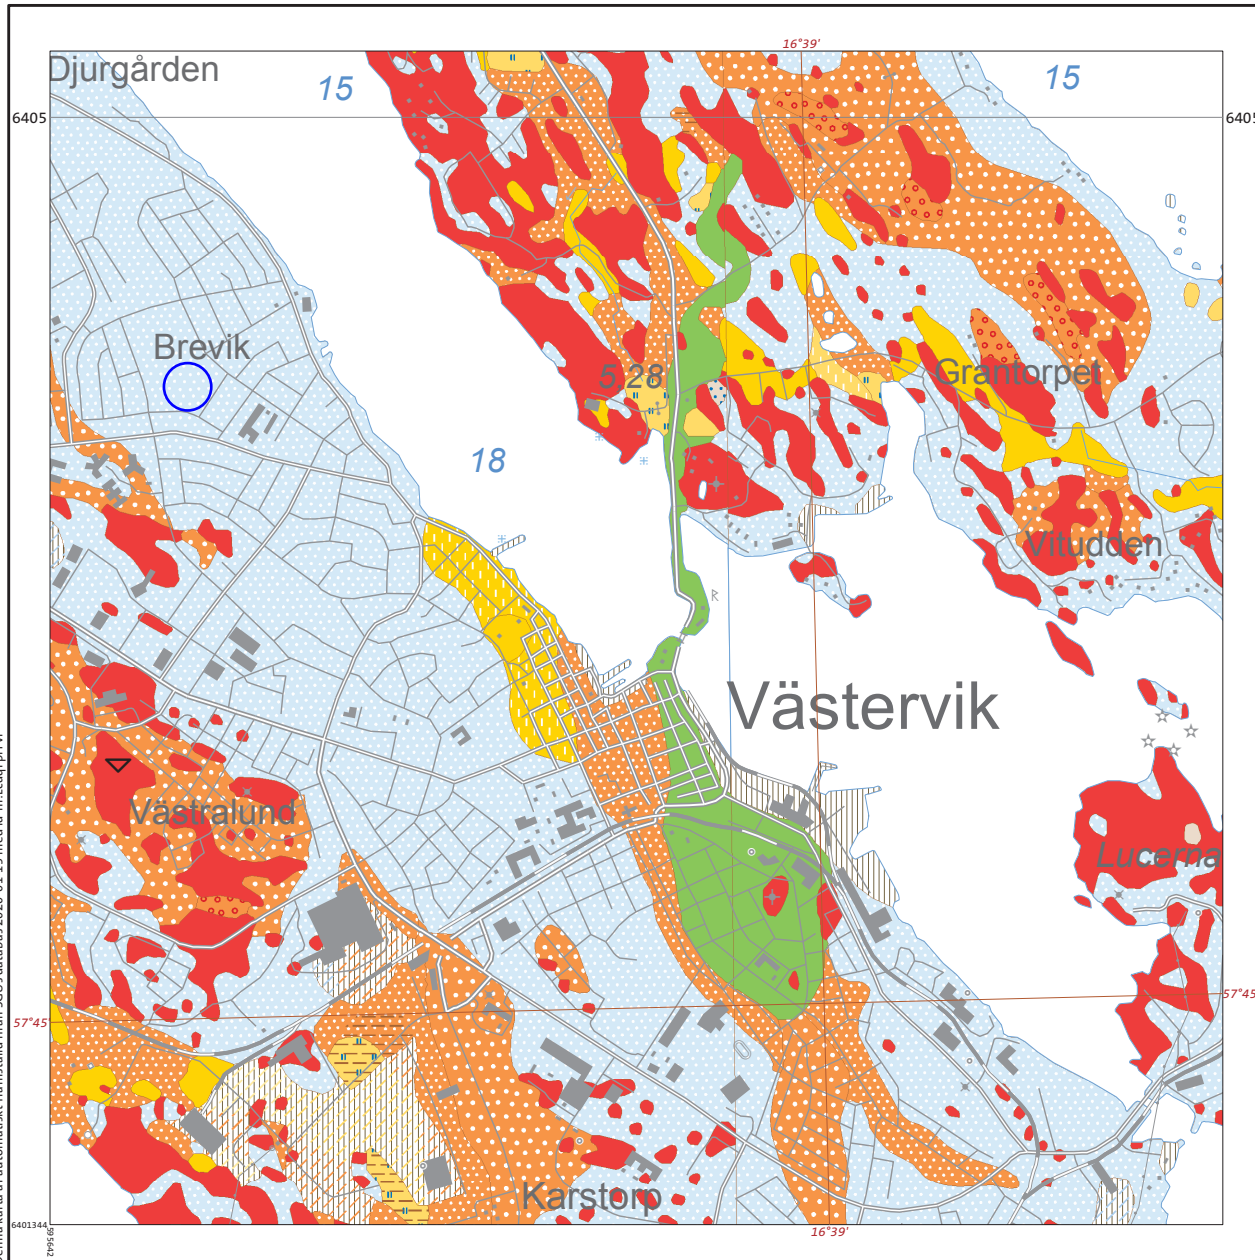 16°39'
Djurgården
15
15
6405
6405
Brevik
5,28
Grantorpet
18
Vitudden
Västervik
Västralund
Lucerna
57°45
57°45
Karstorp
6401344
16°39'